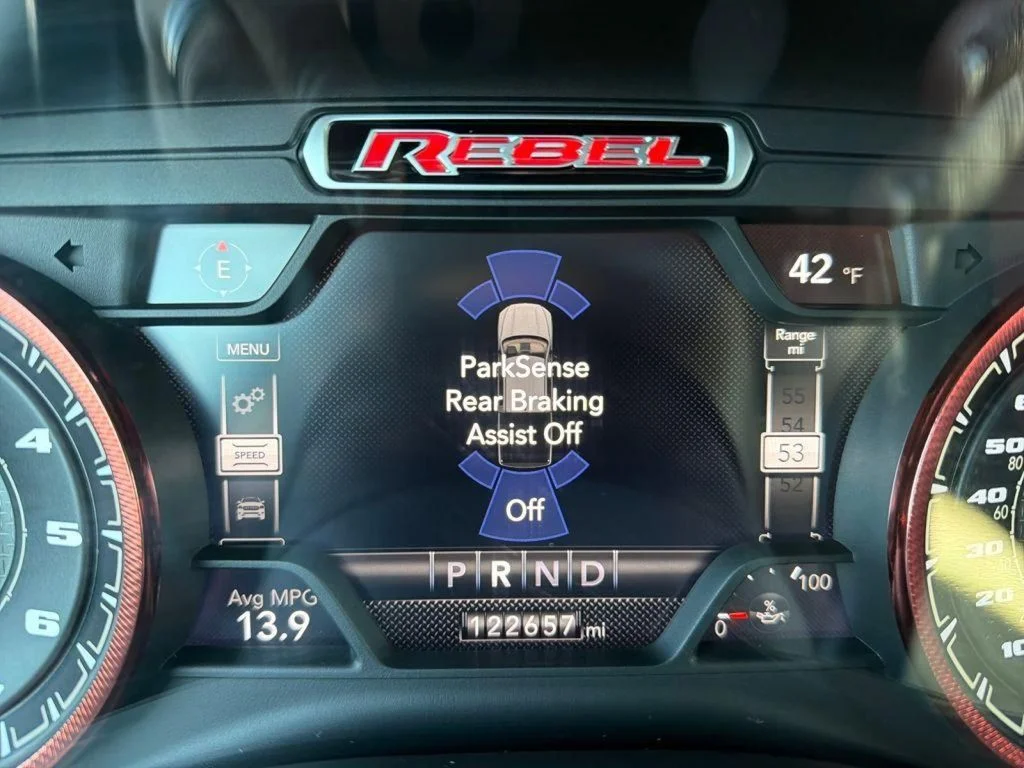 REBEL
E
42 °F
MENU
Range
mi
ParkSense
Rear Braking
Assist Off
55
54
SPEED
53
52
Off
P R N D
Avg MPG
13.9
122657 mi
0
%
100
4
5
6
50
80
40
60
30
20
10